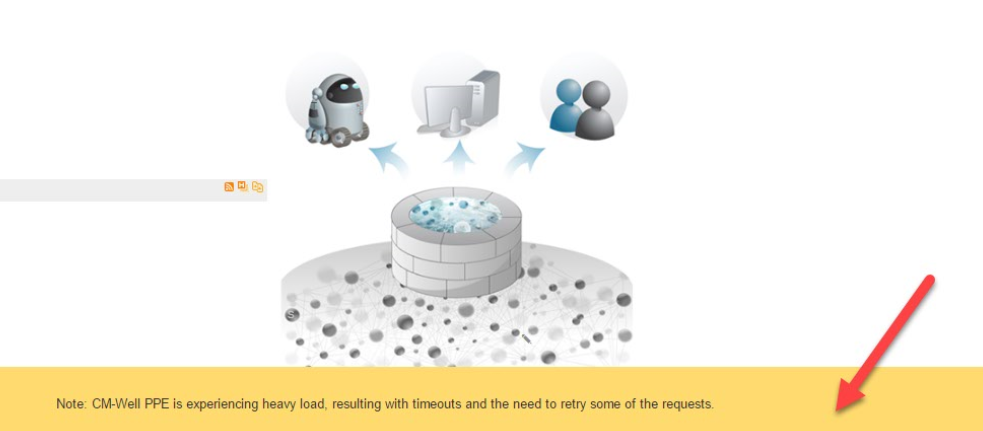 Note: CM-Well PPE is experiencing heavy load, resulting with timeouts and the need to retry some of the requests.